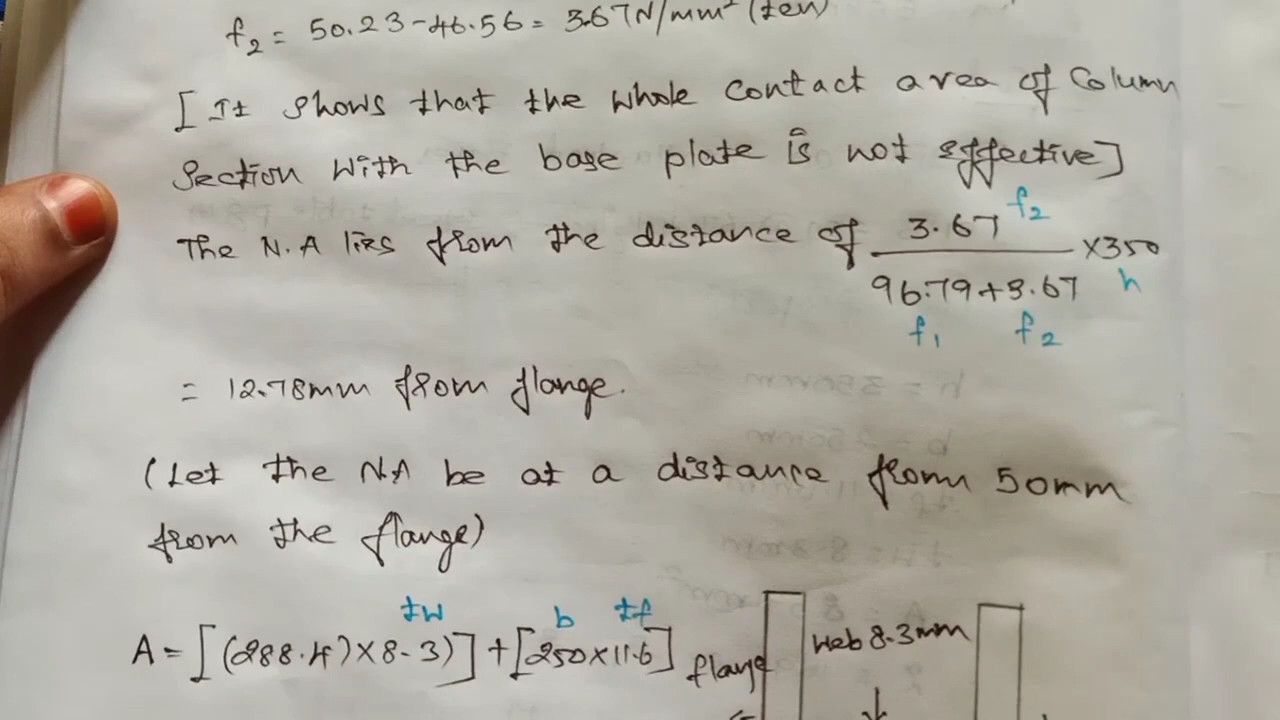 f₂ = 50.23-46.56 = 3.67N/mm² (ten)
[It shows that the whole contact area of Column
Section with the base plate is not effective]
The N.A lies from the distance of 3.67 f₂ / 96.79+3.67 ×350
f₁ f₂ h
= 12.78mm from flange.
(Let the NA be at a distance from 50mm
from the flange)
tw b tf
A = [(288.4)×8.3)] + [250×11.6]
flange
web 8.3mm